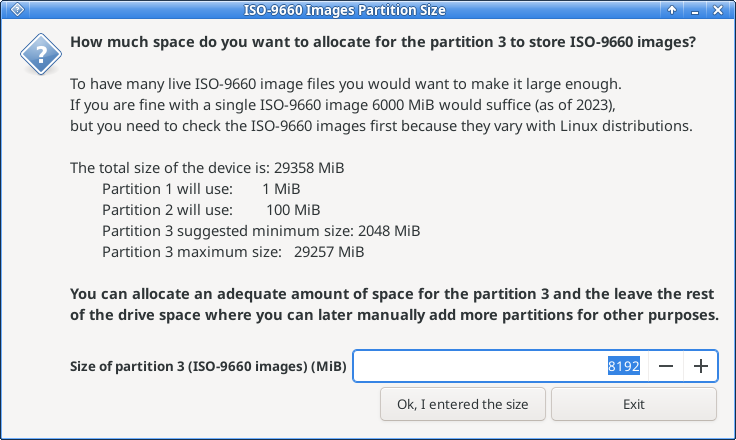 ISO-9660 Images Partition Size
How much space do you want to allocate for the partition 3 to store ISO-9660 images?
To have many live ISO-9660 image files you would want to make it large enough.
If you are fine with a single ISO-9660 image 6000 MiB would suffice (as of 2023),
but you need to check the ISO-9660 images first because they vary with Linux distributions.
The total size of the device is: 29358 MiB
Partition 1 will use: 1 MiB
Partition 2 will use: 100 MiB
Partition 3 suggested minimum size: 2048 MiB
Partition 3 maximum size: 29257 MiB
You can allocate an adequate amount of space for the partition 3 and the leave the rest
of the drive space where you can later manually add more partitions for other purposes.
Size of partition 3 (ISO-9660 images) (MiB) 8192
Ok, I entered the size Exit